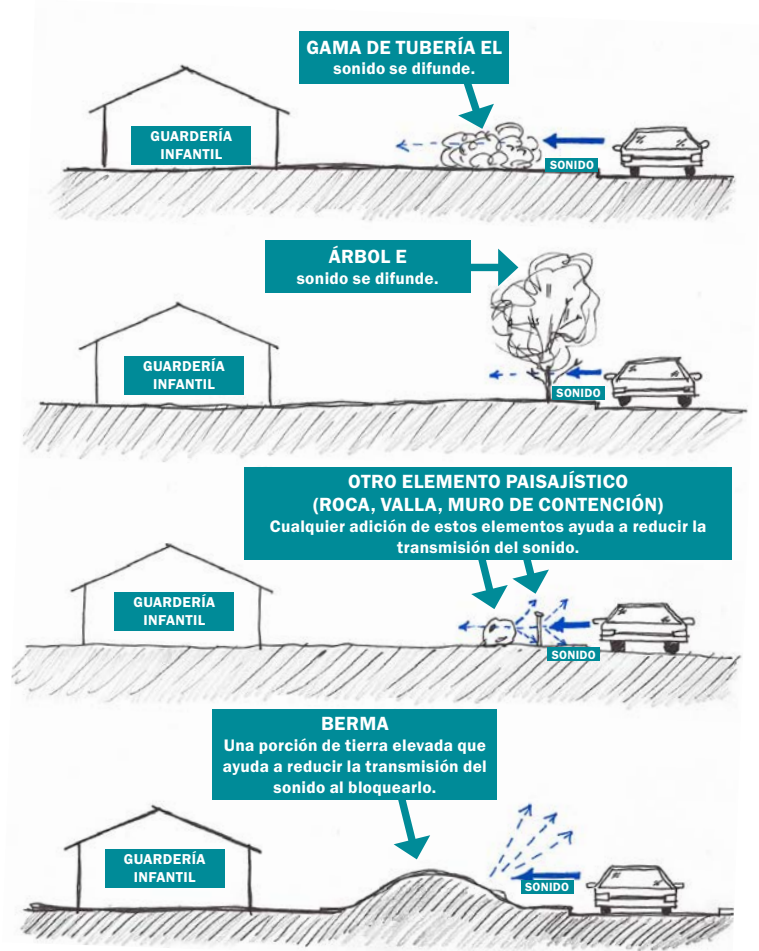 GAMA DE TUBERÍA EL
sonido se difunde.
GUARDERÍA
INFANTIL
SONIDO
ÁRBOL E
sonido se difunde.
GUARDERÍA
INFANTIL
SONIDO
OTRO ELEMENTO PAISAJÍSTICO
(ROCA, VALLA, MURO DE CONTENCIÓN)
Cualquier adición de estos elementos ayuda a reducir la
transmisión del sonido.
GUARDERÍA
INFANTIL
SONIDO
BERMA
Una porción de tierra elevada que
ayuda a reducir la transmisión del
sonido al bloquearlo.
GUARDERÍA
INFANTIL
SONIDO